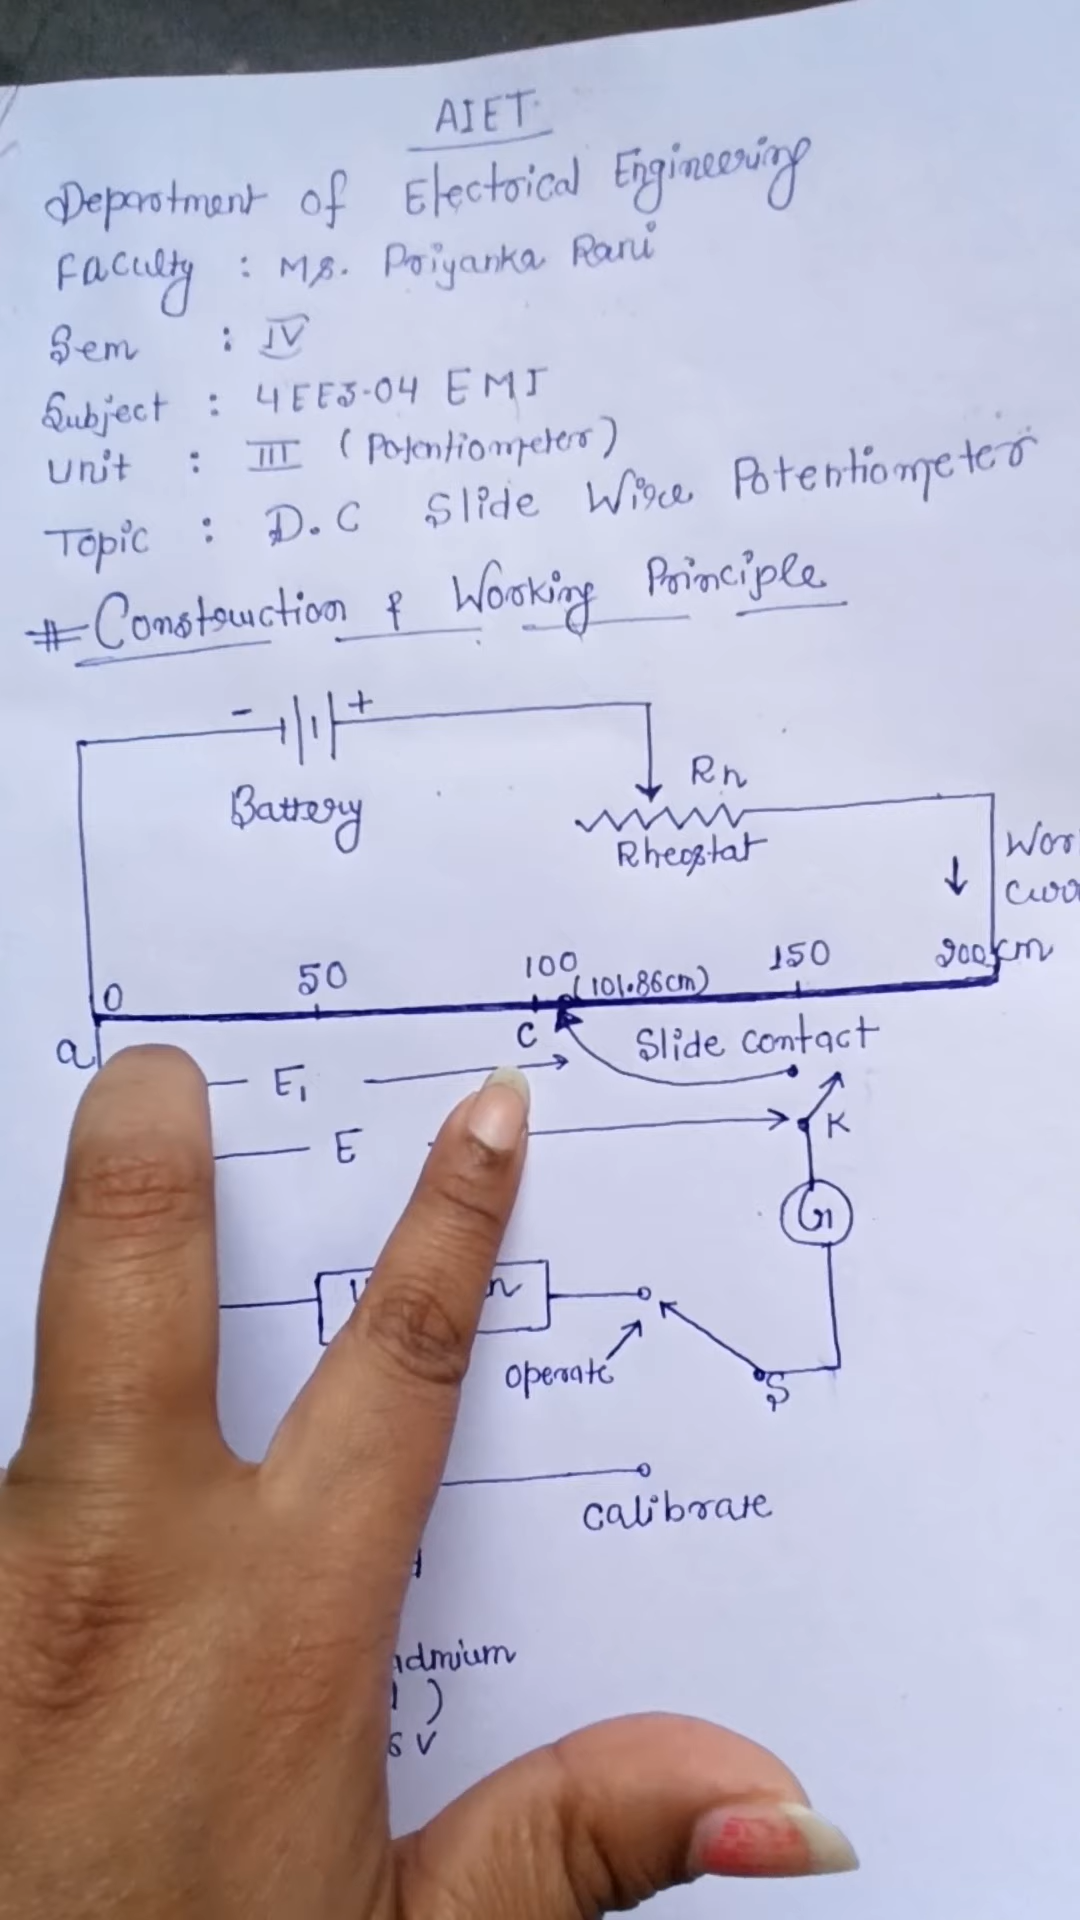 AIET
Department of Electrical Engineering
Faculty : Ms. Priyanka Rani
Sem : IV
Subject : 4EE3-04 EMI
Unit : III (Potentiometer)
Topic : D.C Slide Wire Potentiometer
# Construction & Working Principle
- +
Battery
Rh
Rheostat
0 50 100 (101.86cm) 150 200 cm
a
C
Slide contact
E1
E
K
G
operate
S
calibrate